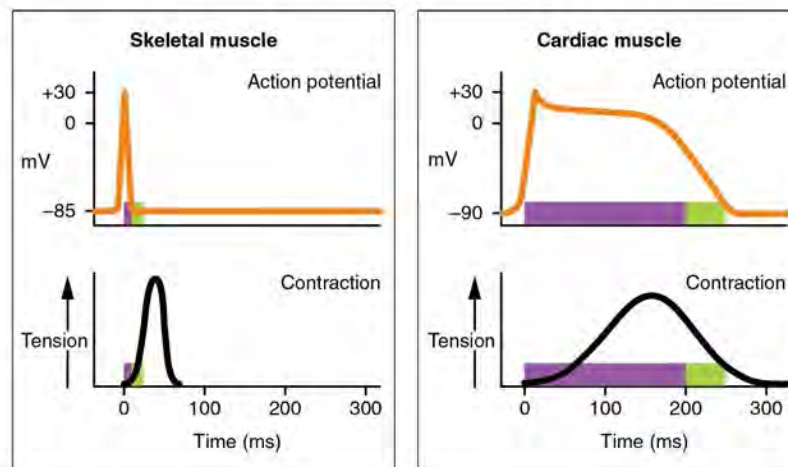 Skeletal muscle
Action potential
+30
0
mV
−85
Contraction
Tension
0 100 200 300
Time (ms)
Cardiac muscle
Action potential
+30
0
mV
−90
Contraction
Tension
0 100 200 300
Time (ms)